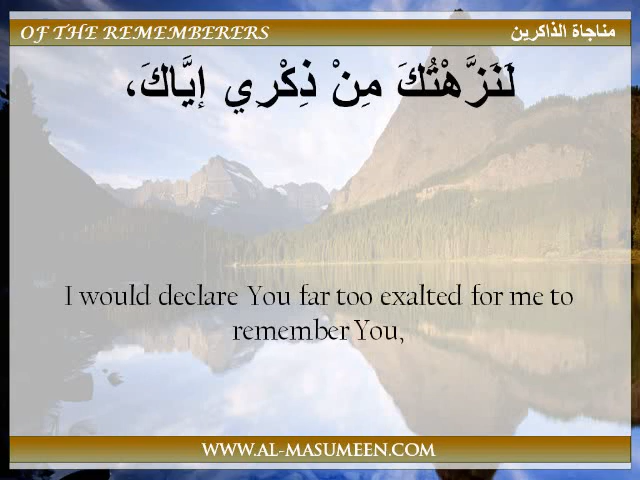 OF THE REMEMBERERS
مناجاة الذاكرين
لَنَزَّهْتُكَ مِنْ ذِكْرِي إيَّاكَ،
I would declare You far too exalted for me to
remember You,
WWW.AL-MASUMEEN.COM